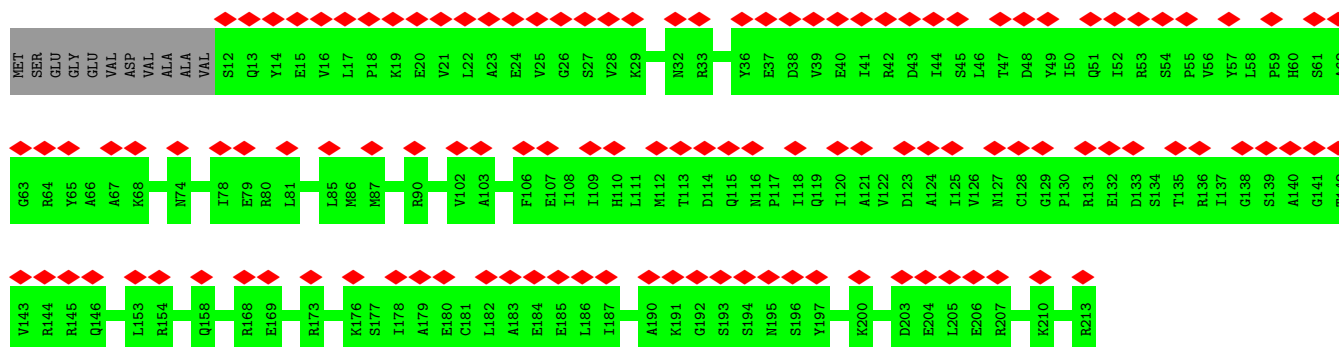 MET SER GLU GLY GLU VAL ASP VAL ALA ALA VAL S12 Q13 Y14 E15 V16 L17 P18 K19 E20 V21 L22 A23 E24 V25 G26 S27 V28 K29 N32 R33 Y36 E37 D38 V39 E40 I41 R42 D43 I44 S45 L46 T47 D48 Y49 I50 Q51 I52 R53 S54 P55 V56 Y57 L58 P59 H60 S61
G63 R64 Y65 A66 A67 K68 N74 I78 E79 R80 L81 L85 M86 M87 R90 V102 A103 F106 E107 I108 I109 H110 L111 M112 T113 D114 Q115 N116 P117 I118 Q119 I120 A121 V122 D123 A124 I125 V126 N127 C128 G129 P130 R131 E132 D133 S134 T135 R136 I137 G138 S139 A140 G141
V143 R144 R145 Q146 L153 R154 Q158 R168 E169 R173 K176 S177 I178 A179 E180 C181 L182 A183 E184 E185 L186 I187 A190 K191 G192 S193 S194 N195 S196 Y197 K200 D203 E204 L205 E206 R207 K210 R213